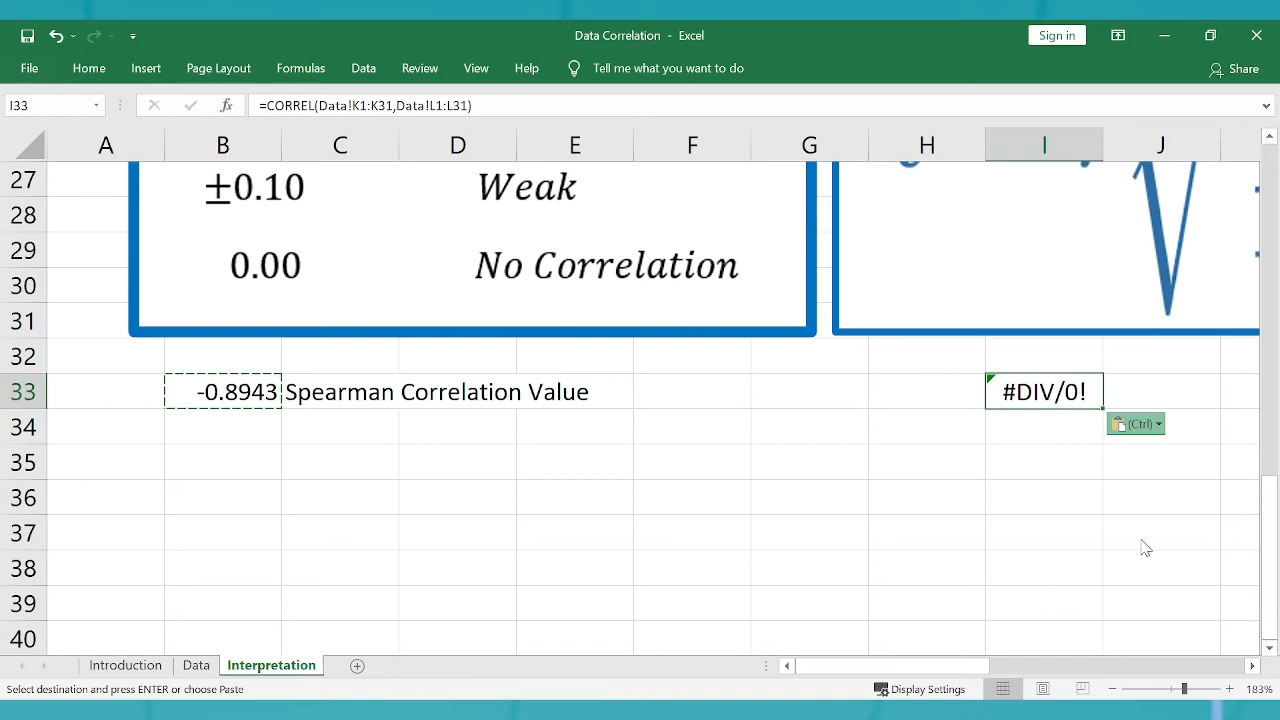 Data Correlation - Excel
Sign in
File Home Insert Page Layout Formulas Data Review View Help Tell me what you want to do Share
I33 fx =CORREL(Data!K1:K31,Data!L1:L31)
A B C D E F G H I J
27 ±0.10 Weak
28
29 0.00 No Correlation
30
31
32
33 -0.8943 Spearman Correlation Value #DIV/0!
34 (Ctrl)
35
36
37
38
39
40
Introduction Data Interpretation
Select destination and press ENTER or choose Paste Display Settings 183%